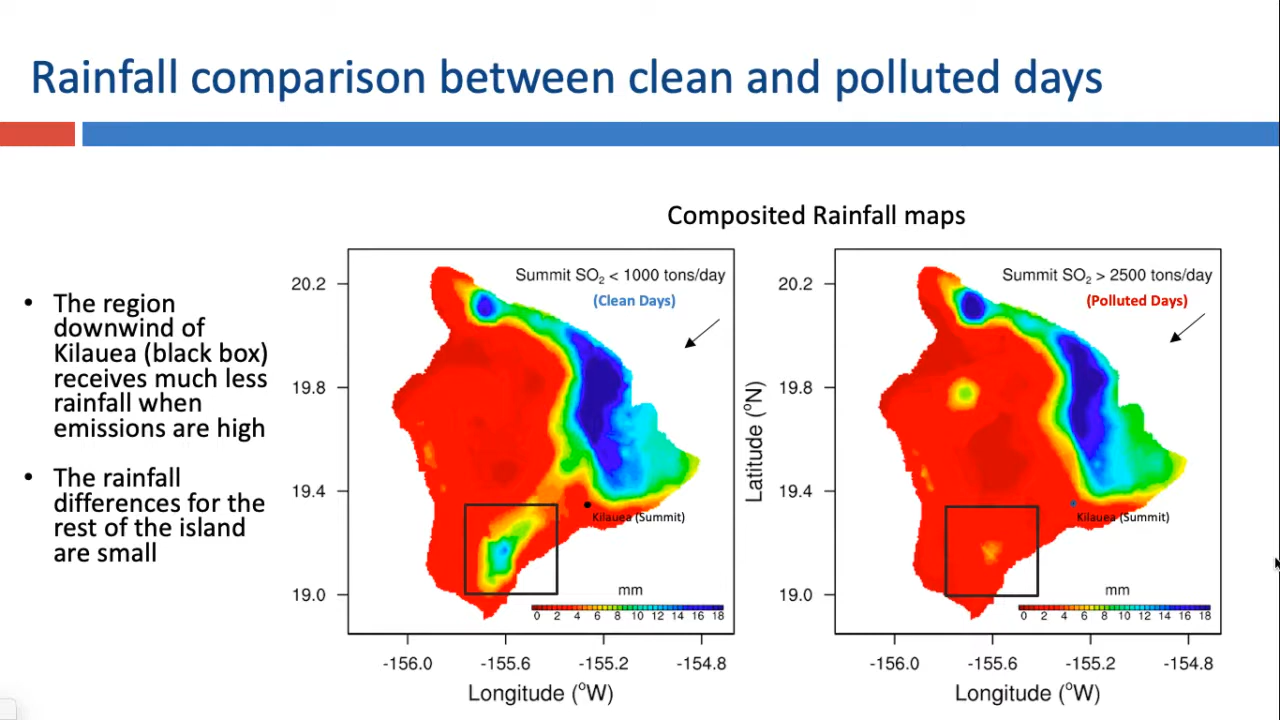 Rainfall comparison between clean and polluted days
Composited Rainfall maps
• The region
downwind of
Kilauea (black box)
receives much less
rainfall when
emissions are high
• The rainfall
differences for the
rest of the island
are small
20.2
19.8
19.4
19.0
Summit SO₂ < 1000 tons/day
(Clean Days)
Kilauea (Summit)
mm
0 2 4 6 8 10 12 14 16 18
-156.0 -155.6 -155.2 -154.8
Longitude (°W)
Latitude (°N)
20.2
19.8
19.4
19.0
Summit SO₂ > 2500 tons/day
(Polluted Days)
Kilauea (Summit)
mm
0 2 4 6 8 10 12 14 16 18
-156.0 -155.6 -155.2 -154.8
Longitude (°W)